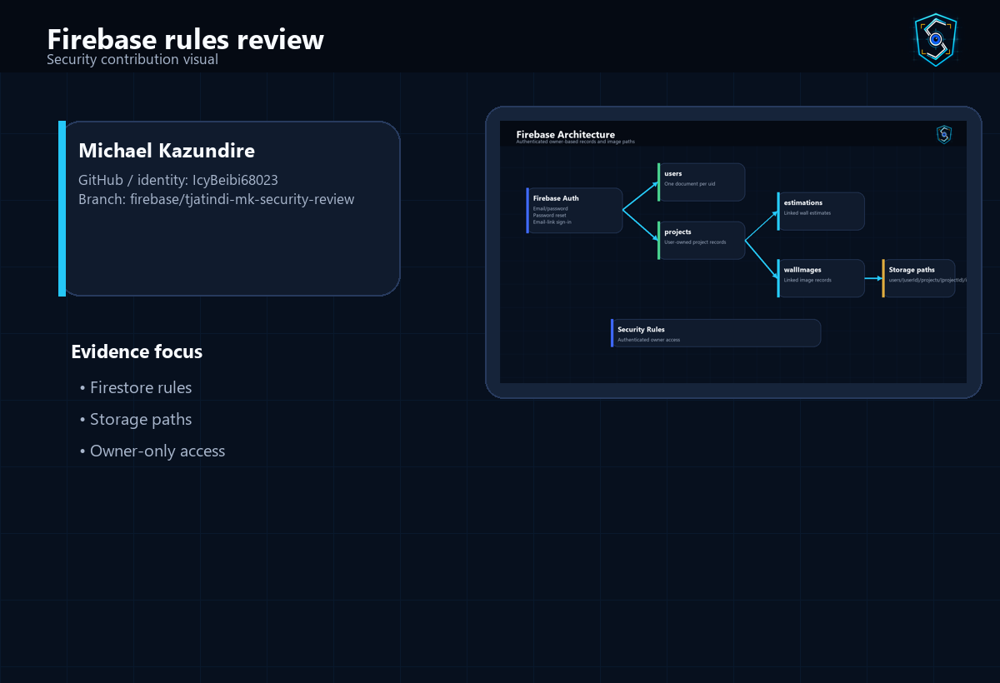 Firebase rules review
Security contribution visual
Michael Kazundire
GitHub / identity: IcyBeibi68023
Branch: firebase/tjatindi-mk-security-review
Evidence focus
• Firestore rules
• Storage paths
• Owner-only access
Firebase Architecture
Authenticated owner-based records and image paths
Firebase Auth
Email/password
Password reset
Email-link sign-in
users
One document per uid
projects
User-owned project records
estimations
Linked wall estimates
wallImages
Linked image records
Storage paths
users/{userId}/projects/{projectId}/
Security Rules
Authenticated owner access